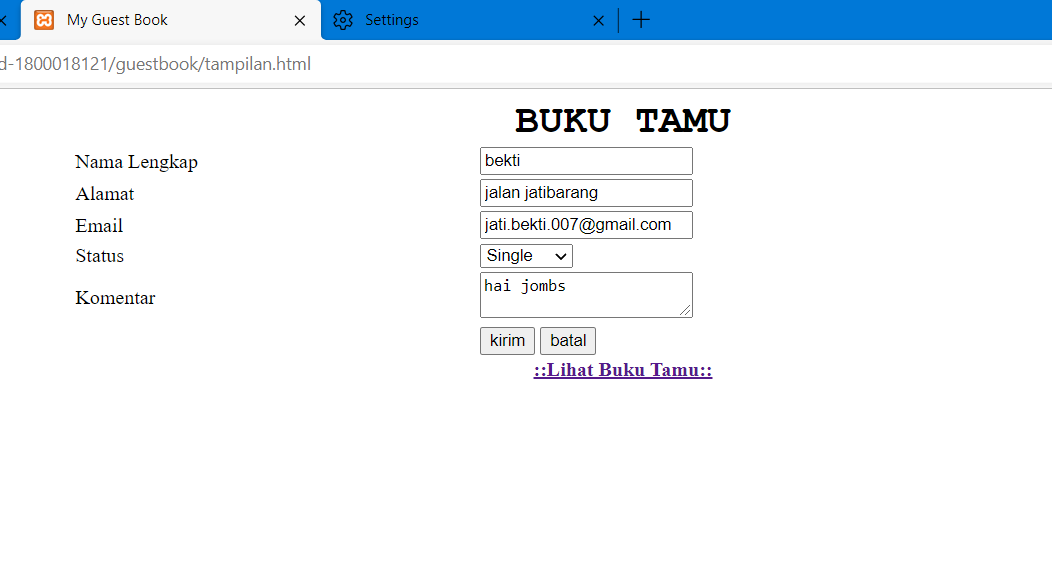 My Guest Book
Settings
d-1800018121/guestbook/tampilan.html
BUKU TAMU
Nama Lengkap bekti
Alamat jalan jatibarang
Email jati.bekti.007@gmail.com
Status Single
Komentar hai jombs
kirim batal
::Lihat Buku Tamu::